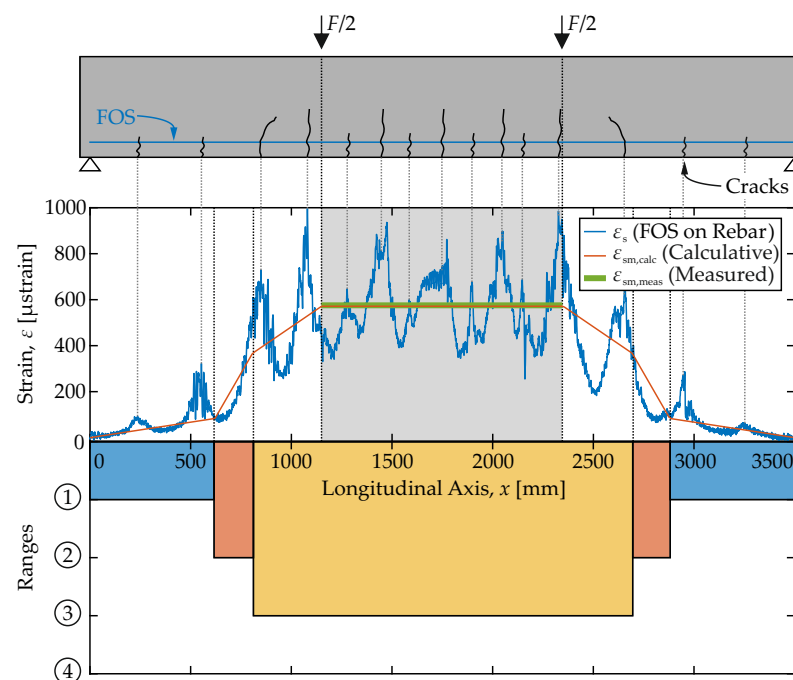 F/2
F/2
FOS
Cracks
1000
800
600
400
200
0
Strain, ε [µstrain]
εs (FOS on Rebar)
εsm,calc (Calculative)
εsm,meas (Measured)
0 500 1000 1500 2000 2500 3000 3500
Longitudinal Axis, x [mm]
Ranges
1
2
3
4